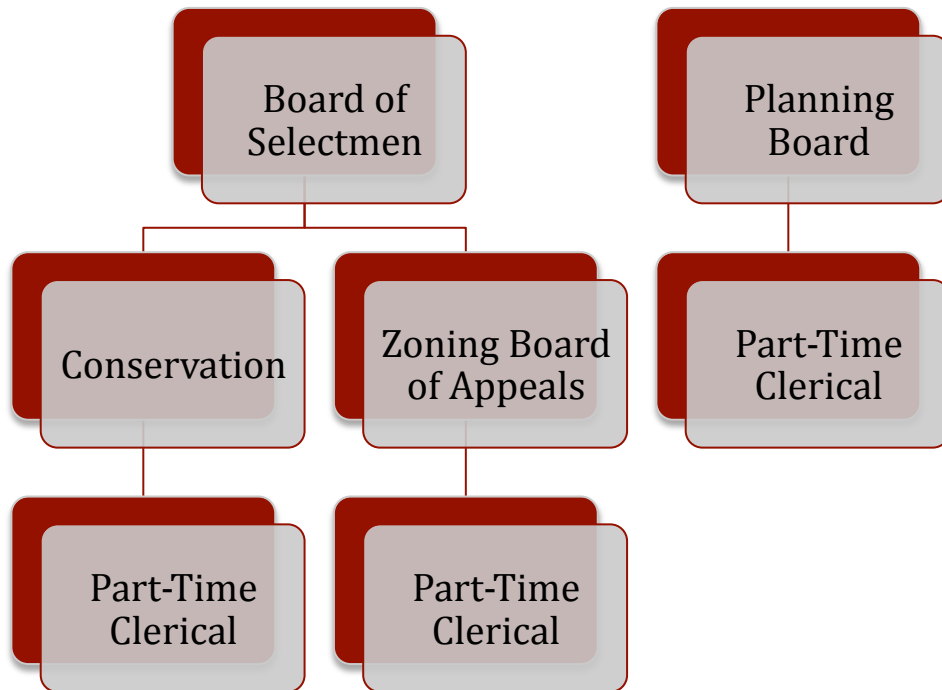 Board of
Selectmen
Planning
Board
Conservation
Zoning Board
of Appeals
Part-Time
Clerical
Part-Time
Clerical
Part-Time
Clerical